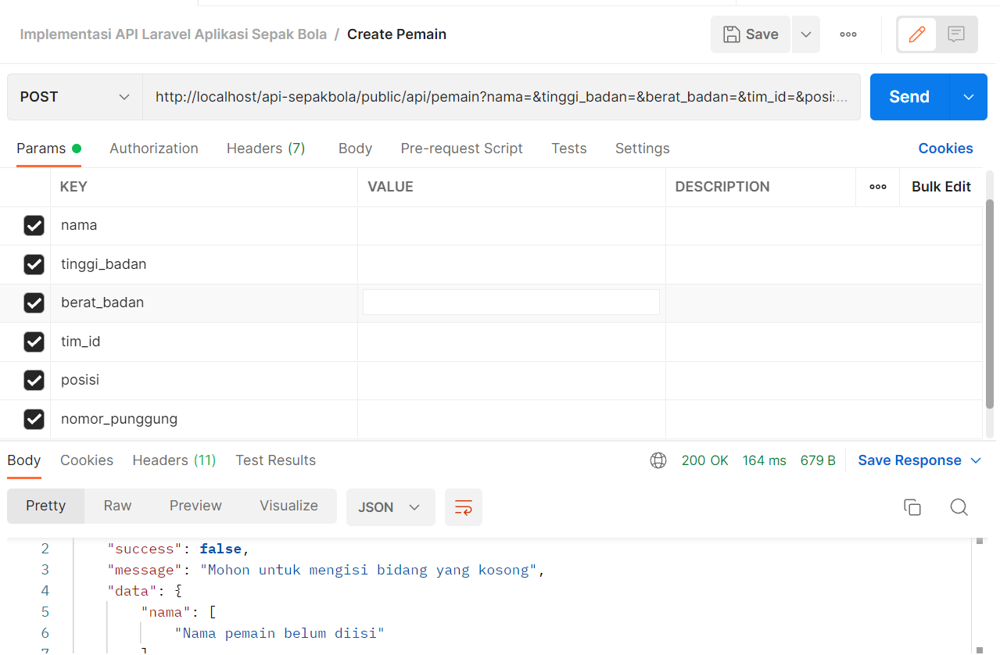 Implementasi API Laravel Aplikasi Sepak Bola / Create Pemain
Save
POST
http://localhost/api-sepakbola/public/api/pemain?nama=&tinggi_badan=&berat_badan=&tim_id=&posi...
Send
Params Authorization Headers (7) Body Pre-request Script Tests Settings Cookies
KEY VALUE DESCRIPTION Bulk Edit
nama
tinggi_badan
berat_badan
tim_id
posisi
nomor_punggung
Body Cookies Headers (11) Test Results 200 OK 164 ms 679 B Save Response
Pretty Raw Preview Visualize JSON
2 "success": false,
3 "message": "Mohon untuk mengisi bidang yang kosong",
4 "data": {
5 "nama": [
6 "Nama pemain belum diisi"
7 ]